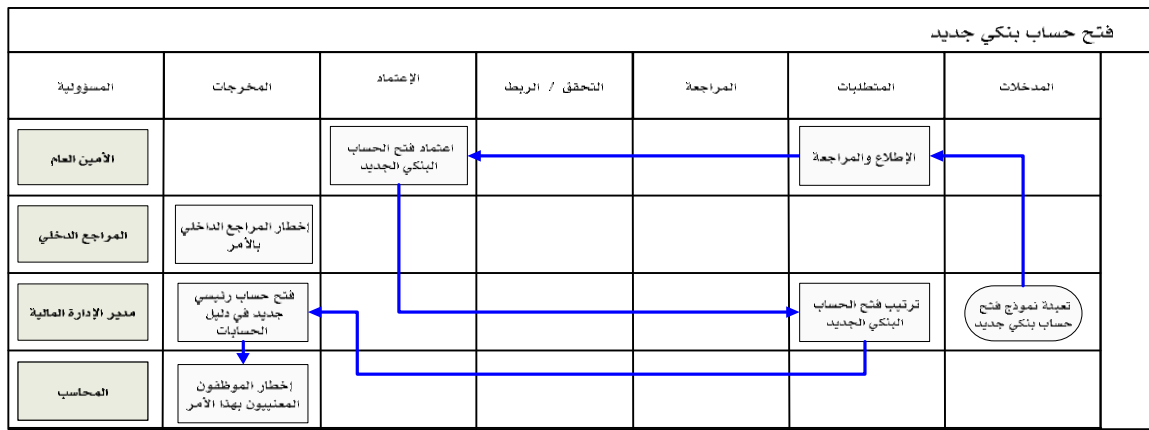 فتح حساب بنكي جديد
المدخلات
المتطلبات
المراجعة
التحقق / الربط
الإعتماد
المخرجات
المسؤولية
الإطلاع والمراجعة
اعتماد فتح الحساب
البنكي الجديد
الأمين العام
إخطار المراجع الداخلي
بالأمر
المراجع الدخلي
تعبئة نموذج فتح
حساب بنكي جديد
ترتيب فتح الحساب
البنكي الجديد
فتح حساب رئيسي
جديد في دليل
الحسابات
مدير الإدارة المالية
إخطار الموظفون
المعنييون بهذا الأمر
المحاسب